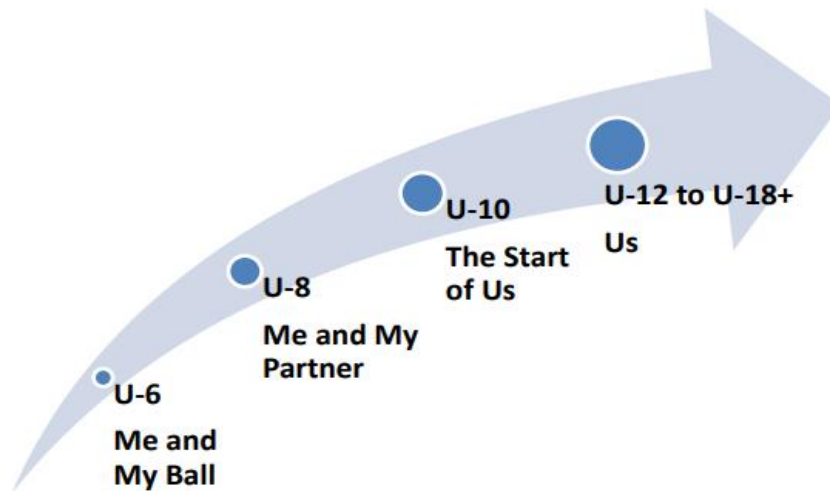 U-6
Me and
My Ball
U-8
Me and My
Partner
U-10
The Start
of Us
U-12 to U-18+
Us